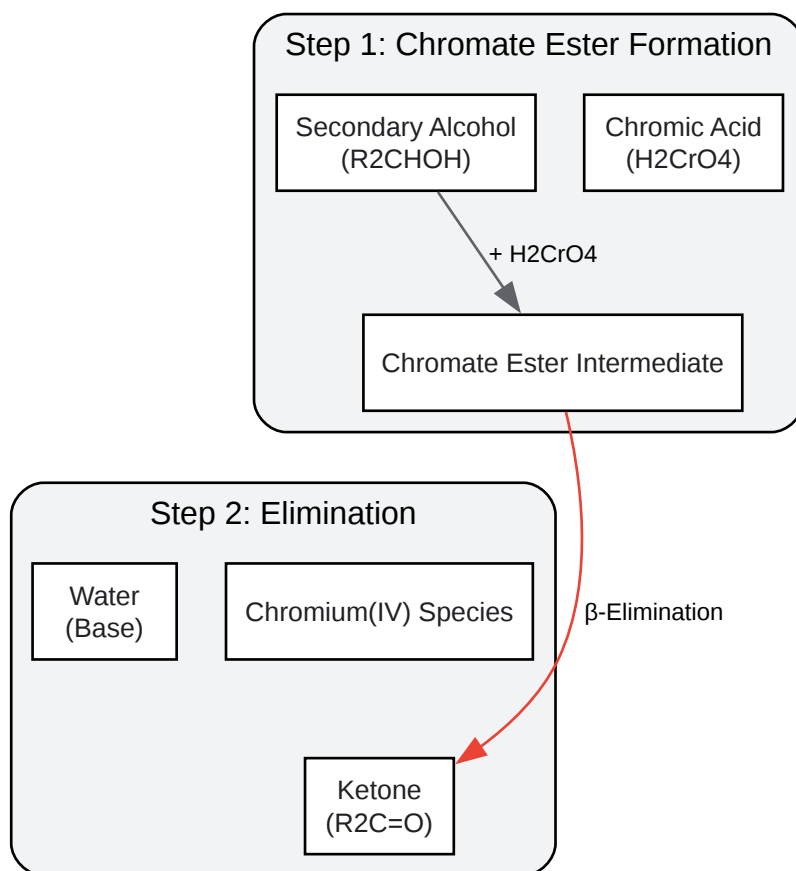 Step 1: Chromate Ester Formation
Secondary Alcohol
(R2CHOH)
Chromic Acid
(H2CrO4)
+ H2CrO4
Chromate Ester Intermediate
Step 2: Elimination
Water
(Base)
Chromium(IV) Species
β-Elimination
Ketone
(R2C=O)